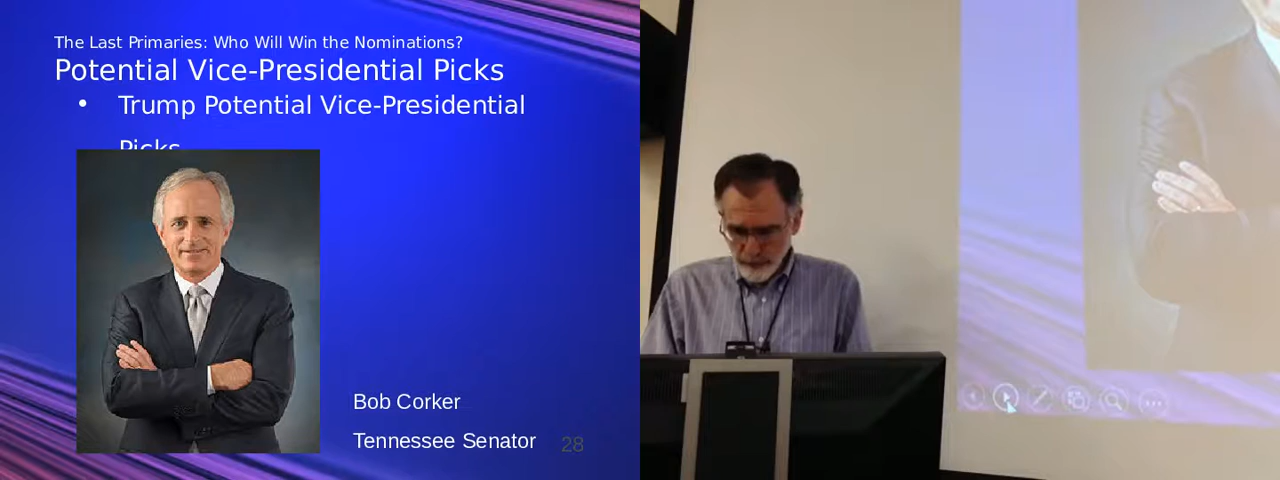 The Last Primaries: Who Will Win the Nominations?
Potential Vice-Presidential Picks
• Trump Potential Vice-Presidential
Picks
Bob Corker
Tennessee Senator
28